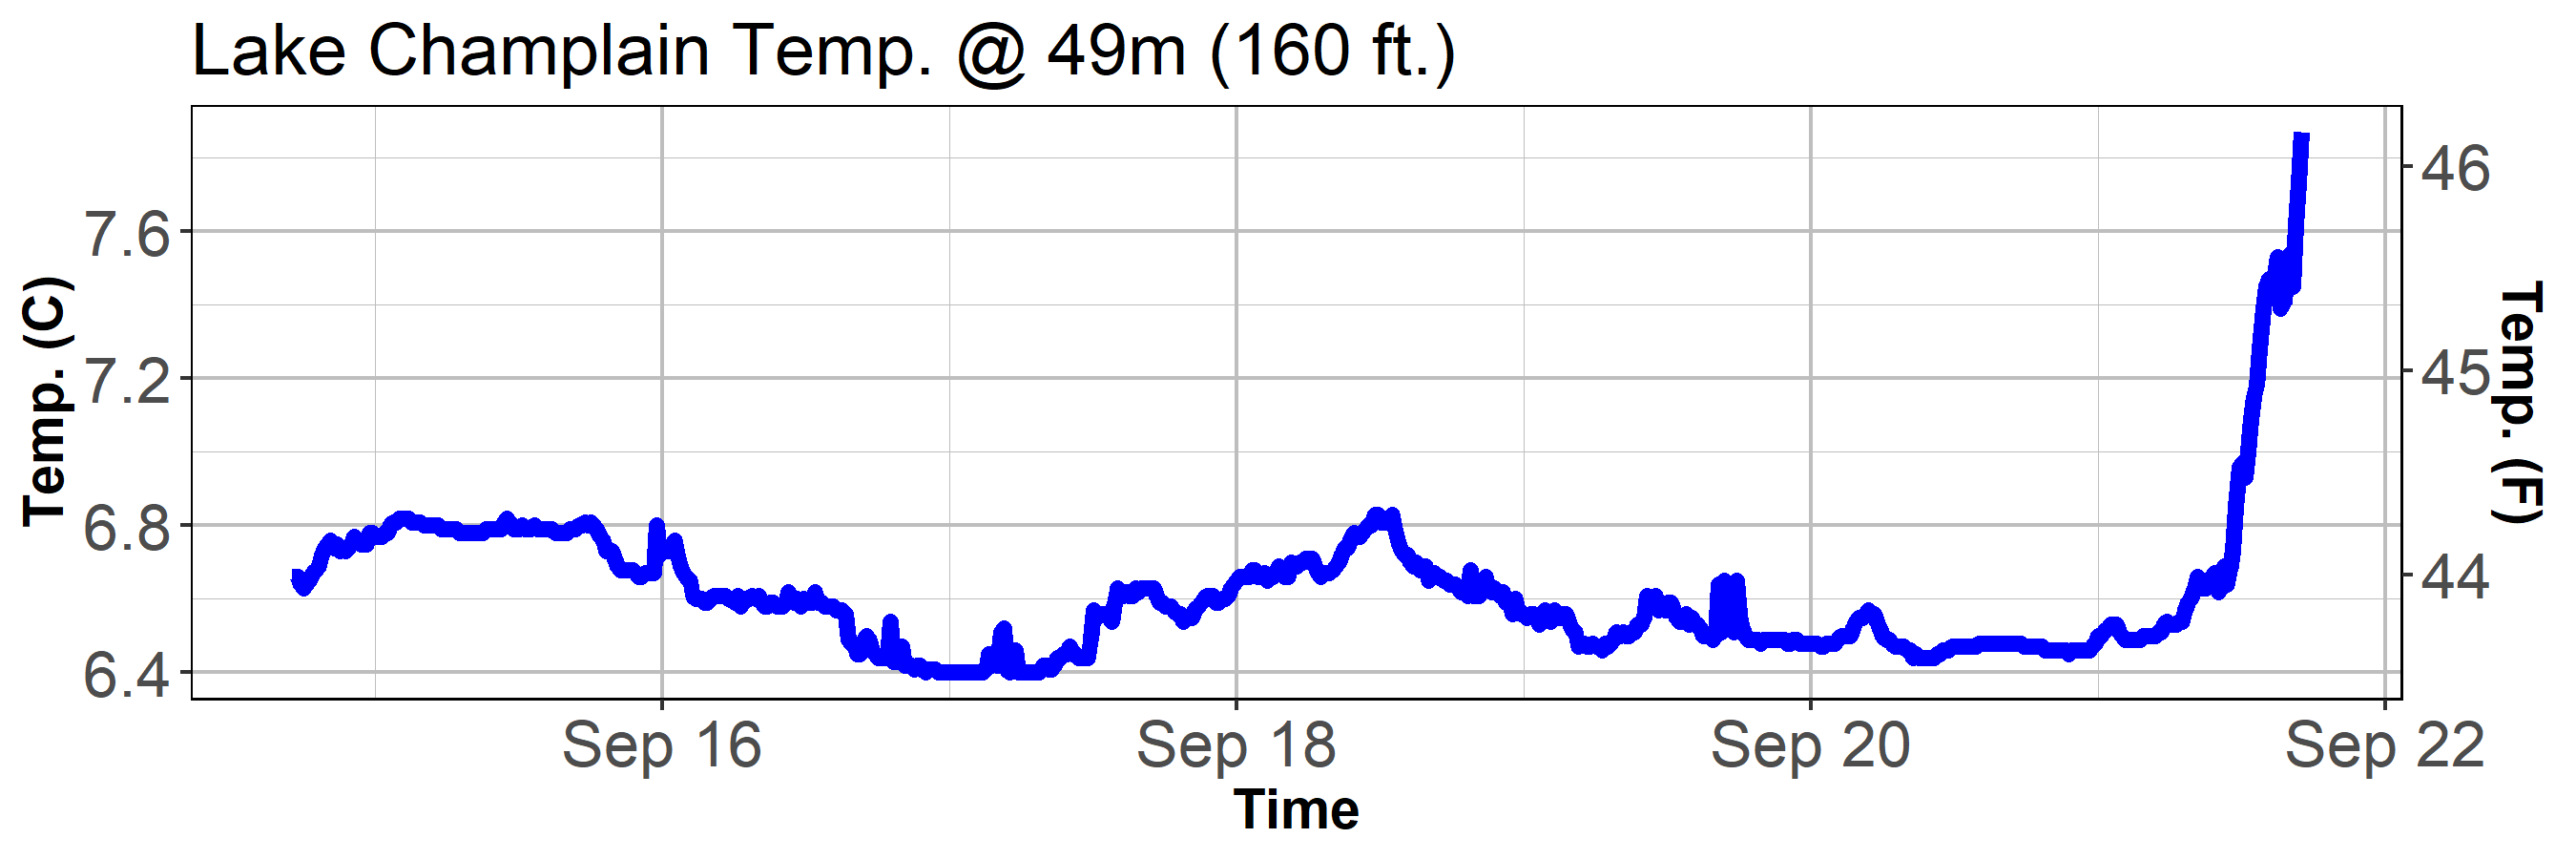 Lake Champlain Temp. @ 49m (160 ft.)
Temp. (C)
7.6
7.2
6.8
6.4
46
45
44
Temp. (F)
Sep 16
Sep 18
Sep 20
Sep 22
Time